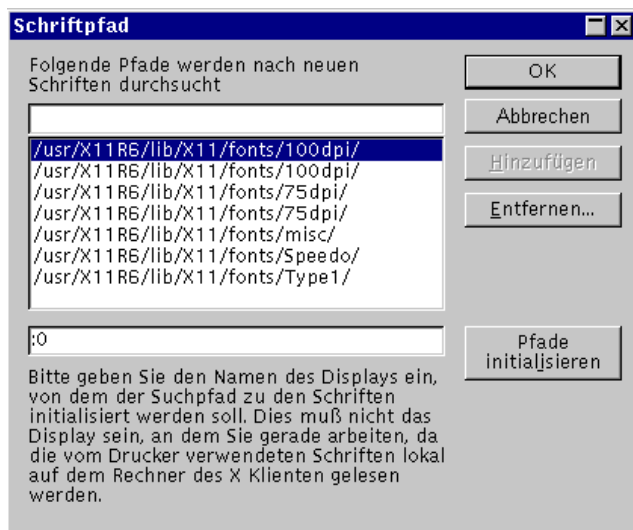 Schriftpfad
Folgende Pfade werden nach neuen
Schriften durchsucht
OK
Abbrechen
Hinzufügen
Entfernen...
/usr/X11R6/lib/X11/fonts/100dpi/
/usr/X11R6/lib/X11/fonts/100dpi/
/usr/X11R6/lib/X11/fonts/75dpi/
/usr/X11R6/lib/X11/fonts/75dpi/
/usr/X11R6/lib/X11/fonts/misc/
/usr/X11R6/lib/X11/fonts/Speedo/
/usr/X11R6/lib/X11/fonts/Type1/
:0
Pfade
initialisieren
Bitte geben Sie den Namen des Displays ein,
von dem der Suchpfad zu den Schriften
initialisiert werden soll. Dies muß nicht das
Display sein, an dem Sie gerade arbeiten, da
die vom Drucker verwendeten Schriften lokal
auf dem Rechner des X Klienten gelesen
werden.